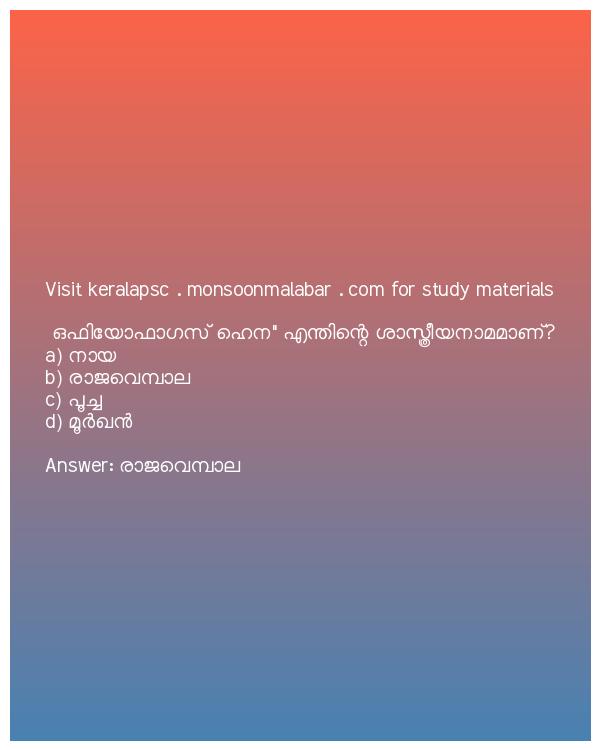 Visit keralapsc . monsoonmalabar . com for study materials
ഒഫിയോഫാഗസ് ഹെന" എന്തിന്റെ ശാസ്ത്രീയനാമമാണ്?
a) നായ
b) രാജവെമ്പാല
c) പൂച്ച
d) മൂർഖൻ
Answer: രാജവെമ്പാല